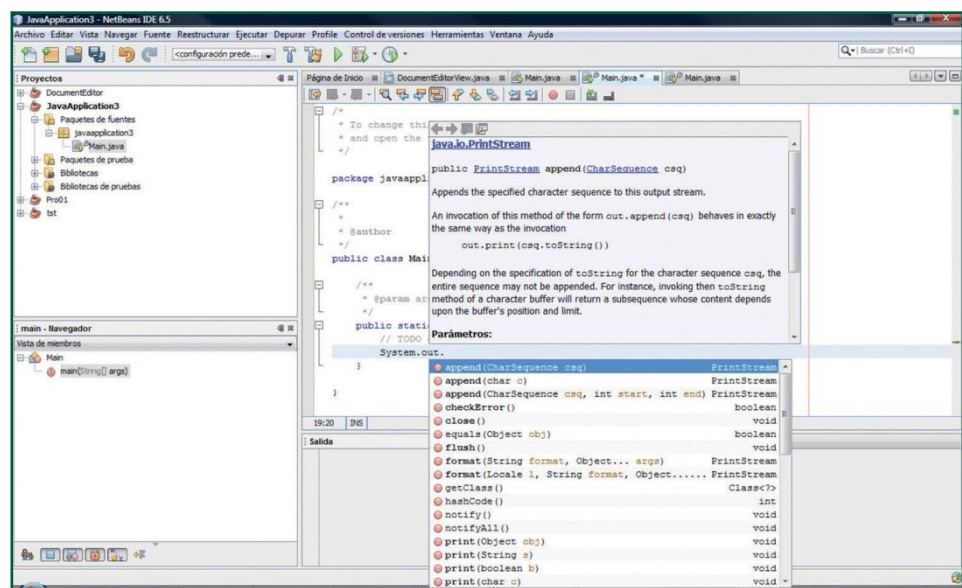 JavaApplication3 - NetBeans IDE 6.5
Archivo Editar Vista Navegar Fuente Reestructurar Ejecutar Depurar Profile Control de versiones Herramientas Ventana Ayuda
<configuración prede...
Buscar (Ctrl+I)
Proyectos
DocumentEditor
JavaApplication3
Paquetes de fuentes
javaapplication3
Main.java
Paquetes de prueba
Bibliotecas
Bibliotecas de pruebas
Pro01
tst
main - Navegador
Vista de miembros
Main
main(String[] args)
Página de Inicio DocumentEditorView.java Main.java Main.java * Main.java
/*
* To change thi
* and open the
*/
package javaappl
/**
*
* @author
*/
public class Mai
/**
* @param ar
*/
public stati
// TODO
System.out.
}
}
java.io.PrintStream
public PrintStream append(CharSequence csq)
Appends the specified character sequence to this output stream.
An invocation of this method of the form out.append(csq) behaves in exactly
the same way as the invocation
out.print(csq.toString())
Depending on the specification of toString for the character sequence csq, the
entire sequence may not be appended. For instance, invoking then toString
method of a character buffer will return a subsequence whose content depends
upon the buffer's position and limit.
Parámetros:
append(CharSequence csq) PrintStream
append(char c) PrintStream
append(CharSequence csq, int start, int end) PrintStream
checkError() boolean
close() void
equals(Object obj) boolean
flush() void
format(String format, Object... args) PrintStream
format(Locale l, String format, Object...... PrintStream
getClass() Class<?>
hashCode() int
notify() void
notifyAll() void
print(Object obj) void
print(String s) void
print(boolean b) void
print(char c) void
19:20 INS
Salida